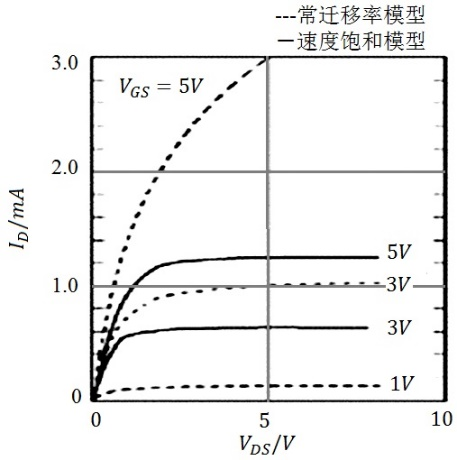 ---常迁移率模型
—速度饱和模型
3.0
V_GS = 5V
2.0
I_D/mA
5V
1.0
3V
3V
1V
0
0
5
10
V_DS/V